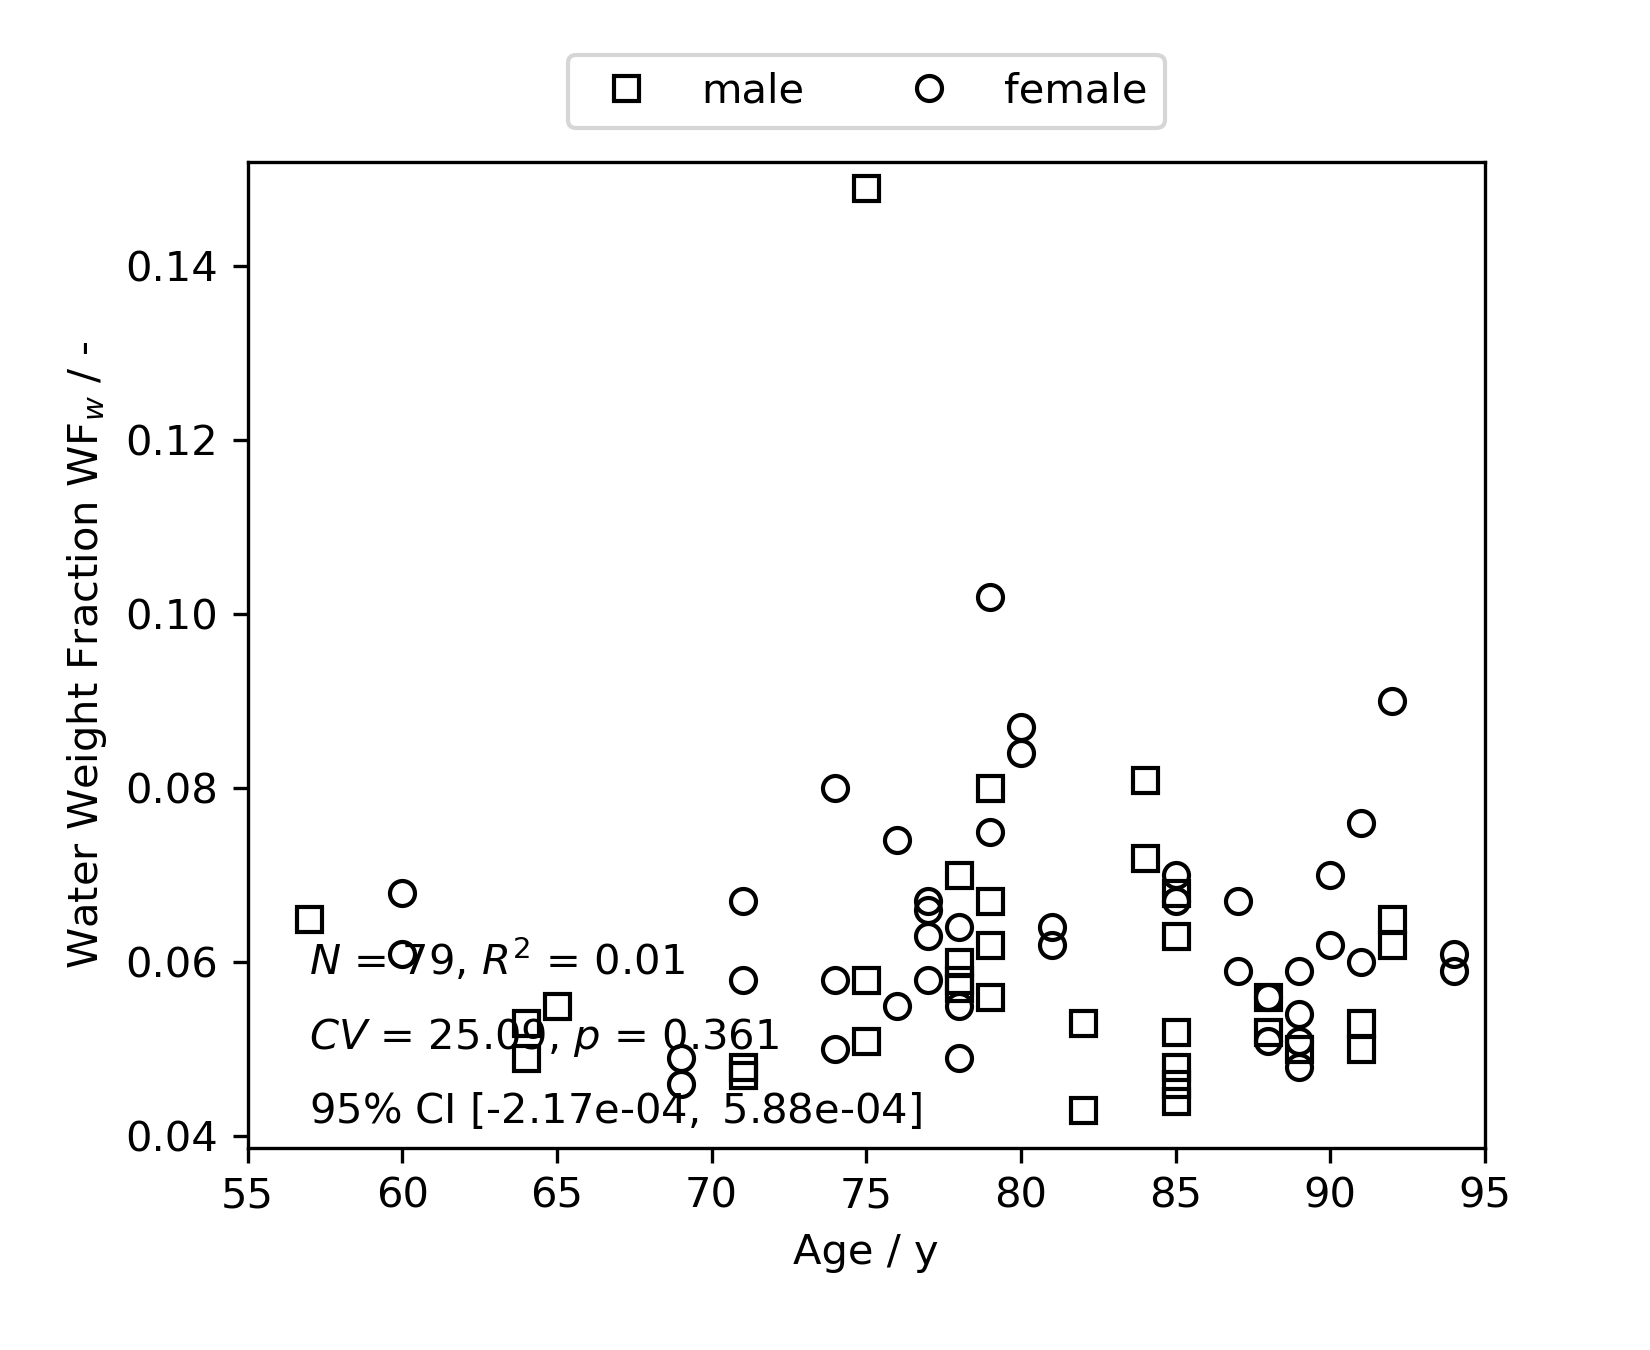 male female
0.14
0.12
0.10
0.08
0.06
0.04
Water Weight Fraction WF_w / -
N = 79, R² = 0.01
CV = 25.09, p = 0.361
95% CI [-2.17e-04, 5.88e-04]
55 60 65 70 75 80 85 90 95
Age / y